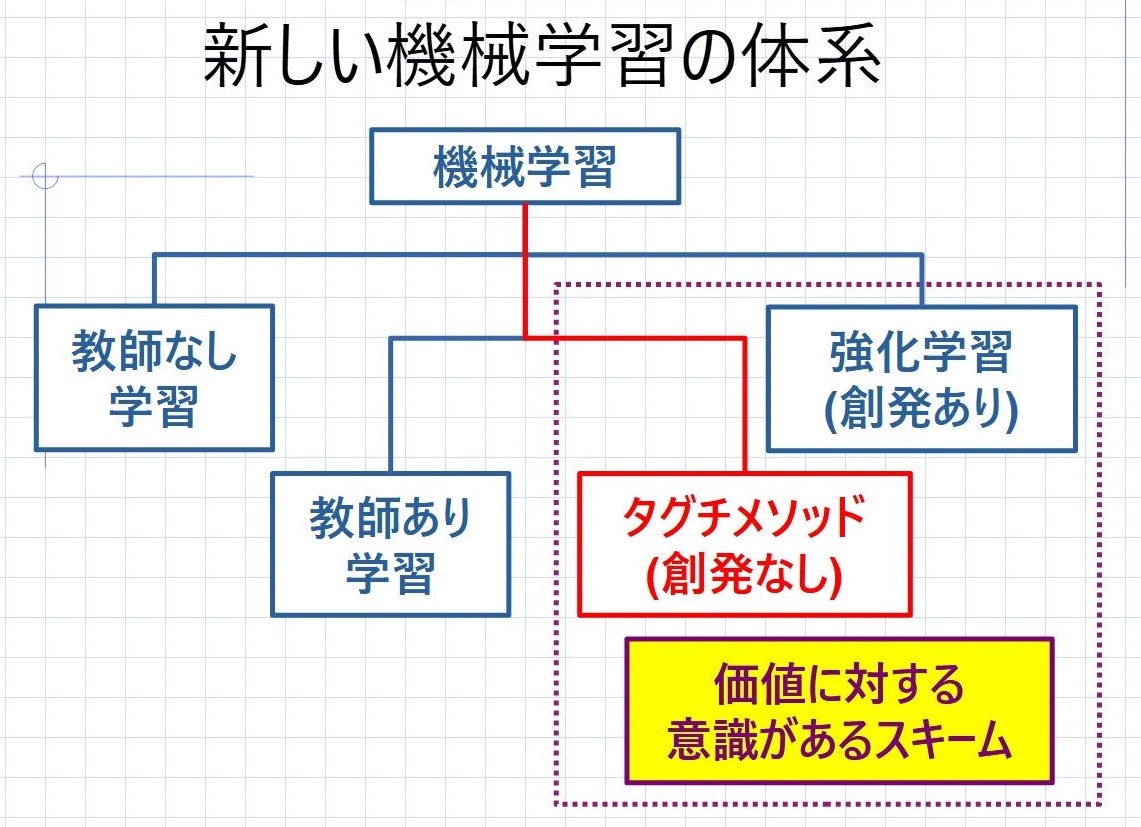 新しい機械学習の体系
機械学習
教師なし
学習
強化学習
(創発あり)
教師あり
学習
タグチメソッド
(創発なし)
価値に対する
意識があるスキーム